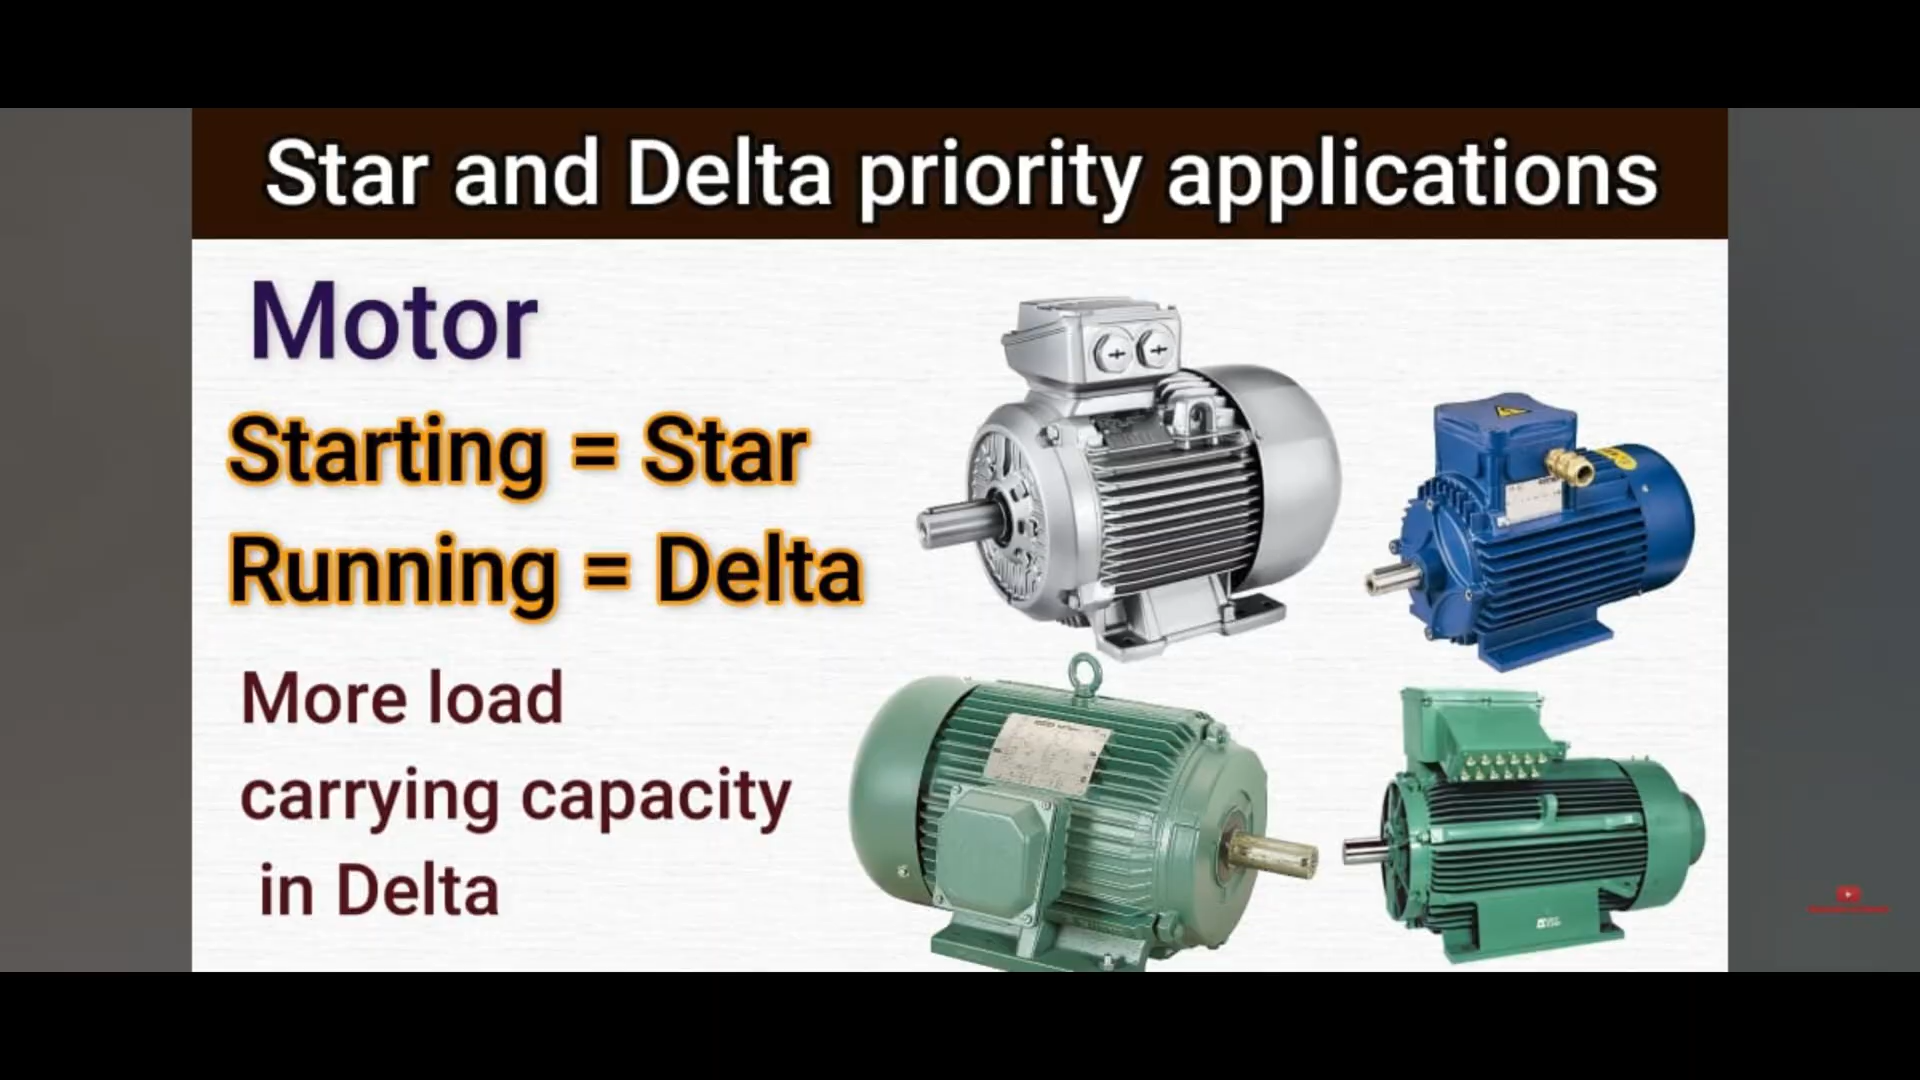 Star and Delta priority applications
Motor
Starting = Star
Running = Delta
More load
carrying capacity
in Delta